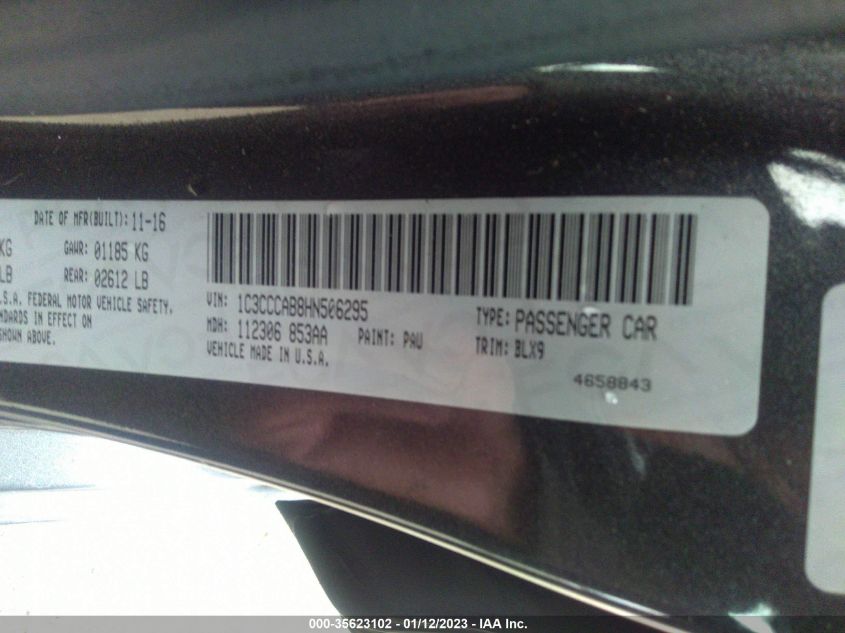 DATE OF MFR(BUILT): 11-16
KG GAWR: 01185 KG
LB REAR: 02612 LB
.S.A. FEDERAL MOTOR VEHICLE SAFETY.
NDARDS IN EFFECT ON
SHOWN ABOVE.
VIN: 1C3CCCAB8HN506295
MDH: 112306 853AA PAINT: PAU
VEHICLE MADE IN U.S.A.
TYPE: PASSENGER CAR
TRIM: BLX9
4658843
000-35623102 - 01/12/2023 - IAA Inc.